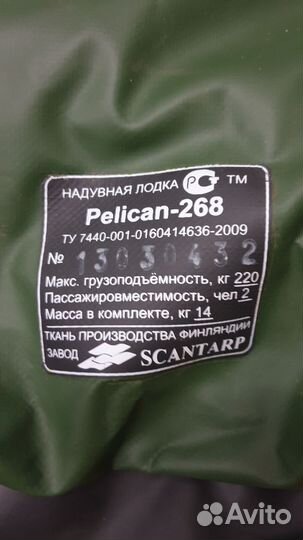 НАДУВНАЯ ЛОДКА РСТ ™
Pelican-268
ТУ 7440-001-0160414636-2009
№ 13030432
Макс. грузоподъёмность, кг 220
Пассажировместимость, чел 2
Масса в комплекте, кг 14
ТКАНЬ ПРОИЗВОДСТВА ФИНЛЯНДИИ
ЗАВОД SCANTARP
Avito